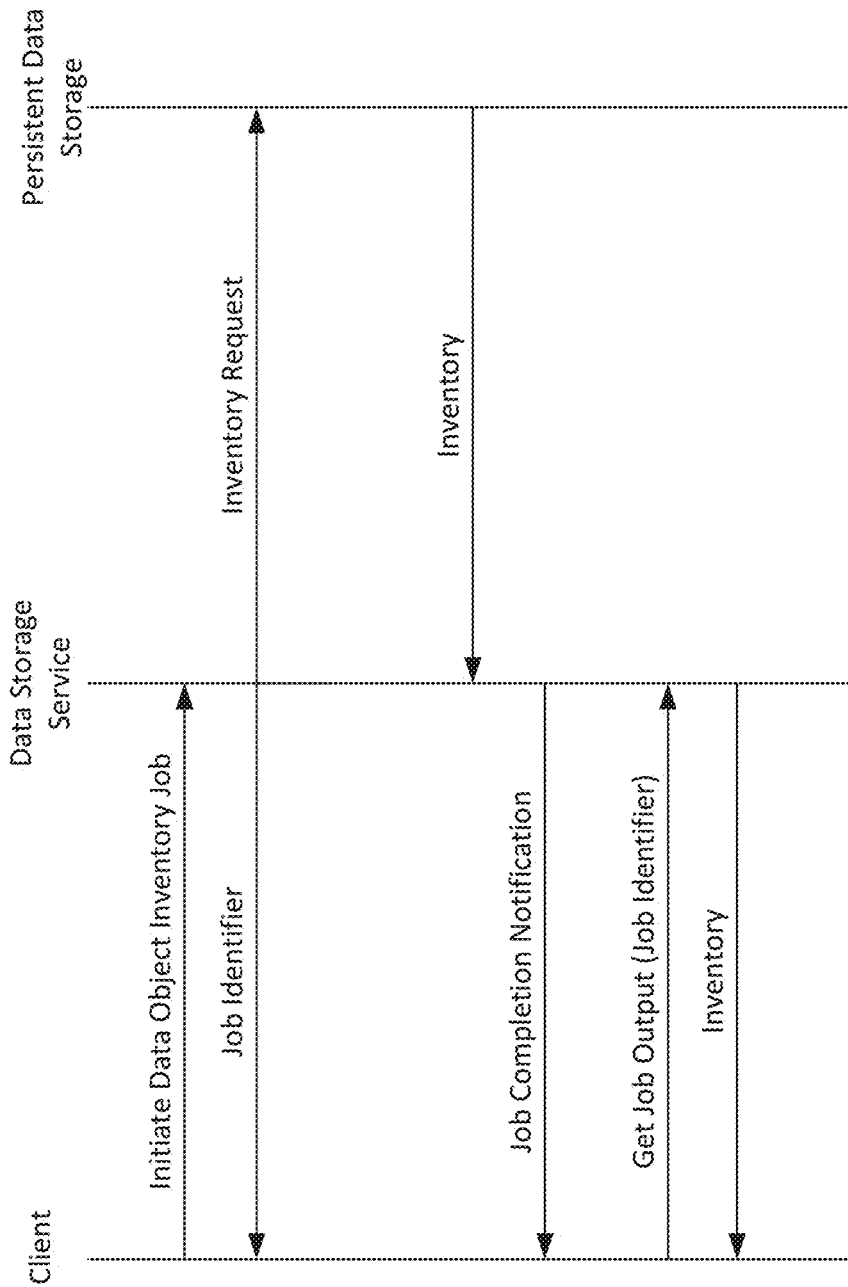 Client
Data Storage
Service
Persistent Data
Storage
Initiate Data Object Inventory Job
Job Identifier
Inventory Request
Inventory
Job Completion Notification
Get Job Output (Job Identifier)
Inventory